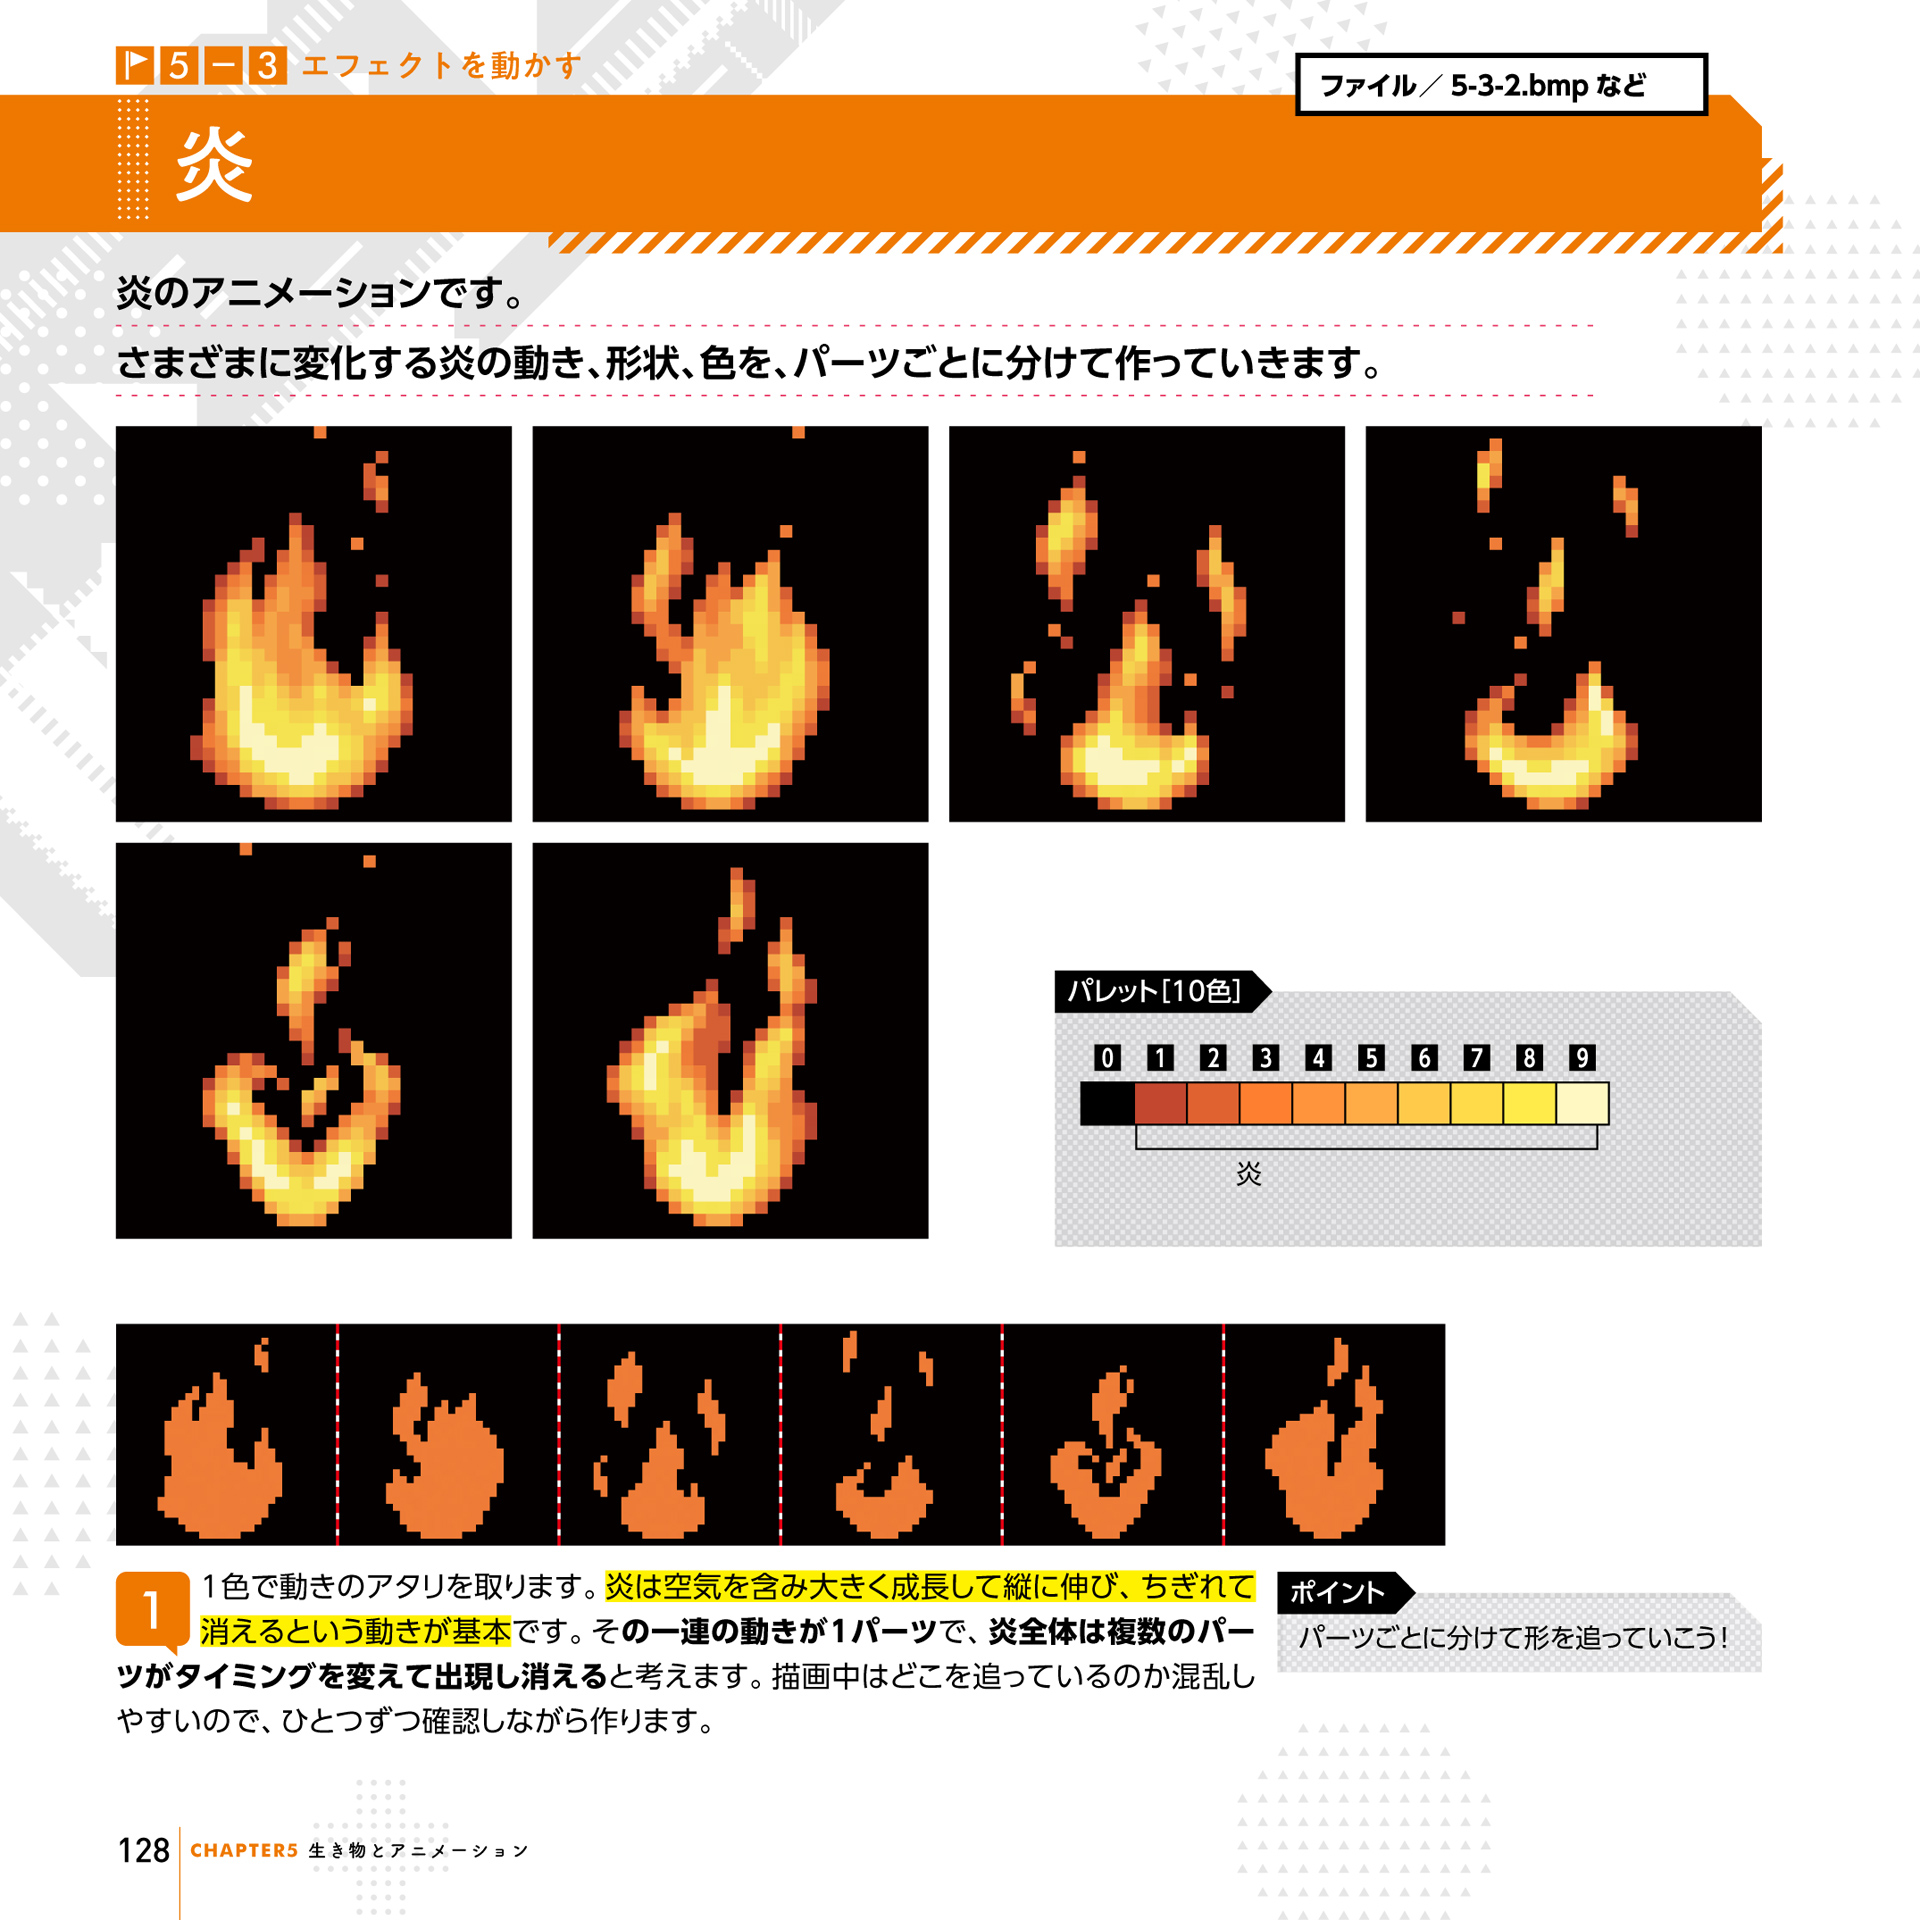 5-3 エフェクトを動かす
ファイル／5-3-2.bmp など
炎
炎のアニメーションです。
さまざまに変化する炎の動き、形状、色を、パーツごとに分けて作っていきます。
パレット[10色]
0 1 2 3 4 5 6 7 8 9
炎
1
1色で動きのアタリを取ります。炎は空気を含み大きく成長して縦に伸び、ちぎれて
消えるという動きが基本です。その一連の動きが1パーツで、炎全体は複数のパー
ツがタイミングを変えて出現し消えると考えます。描画中はどこを追っているのか混乱し
やすいので、ひとつずつ確認しながら作ります。
ポイント
パーツごとに分けて形を追っていこう!
128 CHAPTER5 生き物とアニメーション